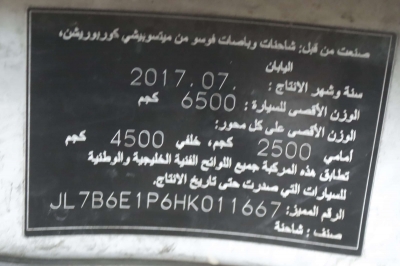 صنعت من قبل: شاحنات وباصات فوسو من ميتسوبيشي كوربوريشن،
اليابان
سنة وشهر الانتاج : 2017.07.
الوزن الأقصى للسيارة : 6500 كجم
الوزن الأقصى على كل محور:
أمامي 2500 كجم، خلفي 4500 كجم
تطابق هذه المركبة جميع اللوائح الفنية الخليجية والوطنية
للسيارات التي صدرت حتى تاريخ الانتاج.
الرقم المميز: JL7B6E1P6HK011667
صنف : شاحنة